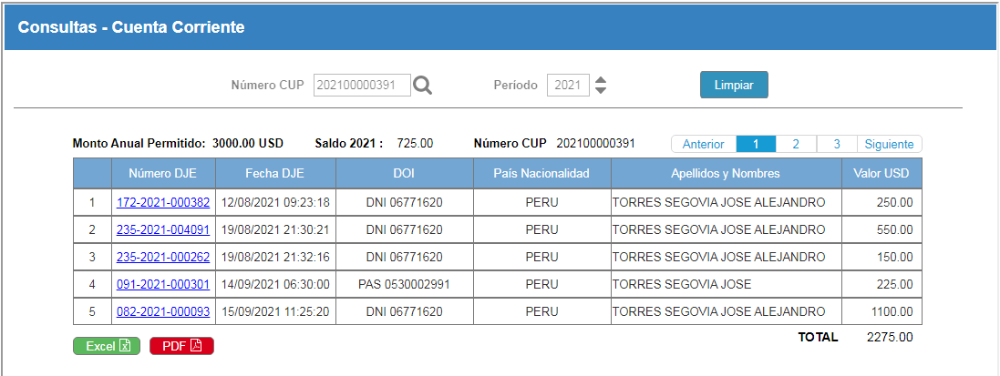 Consultas - Cuenta Corriente
Número CUP 202100000391 Período 2021 Limpiar
Monto Anual Permitido: 3000.00 USD Saldo 2021 : 725.00 Número CUP 202100000391 Anterior 1 2 3 Siguiente
Número DJE Fecha DJE DOI País Nacionalidad Apellidos y Nombres Valor USD
1 172-2021-000382 12/08/2021 09:23:18 DNI 06771620 PERU TORRES SEGOVIA JOSE ALEJANDRO 250.00
2 235-2021-004091 19/08/2021 21:30:21 DNI 06771620 PERU TORRES SEGOVIA JOSE ALEJANDRO 550.00
3 235-2021-000262 19/08/2021 21:32:16 DNI 06771620 PERU TORRES SEGOVIA JOSE ALEJANDRO 150.00
4 091-2021-000301 14/09/2021 06:30:00 PAS 0530002991 PERU TORRES SEGOVIA JOSE 225.00
5 082-2021-000093 15/09/2021 11:25:20 DNI 06771620 PERU TORRES SEGOVIA JOSE ALEJANDRO 1100.00
Excel PDF TOTAL 2275.00